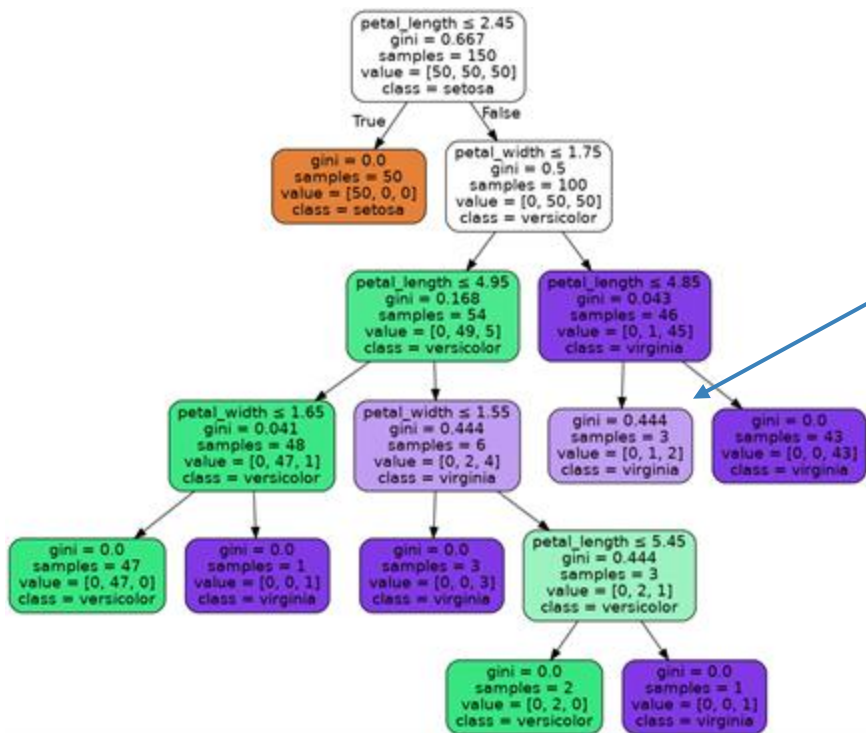 petal_length ≤ 2.45
gini = 0.667
samples = 150
value = [50, 50, 50]
class = setosa
True
False
gini = 0.0
samples = 50
value = [50, 0, 0]
class = setosa
petal_width ≤ 1.75
gini = 0.5
samples = 100
value = [0, 50, 50]
class = versicolor
petal_length ≤ 4.95
gini = 0.168
samples = 54
value = [0, 49, 5]
class = versicolor
petal_length ≤ 4.85
gini = 0.043
samples = 46
value = [0, 1, 45]
class = virginia
petal_width ≤ 1.65
gini = 0.041
samples = 48
value = [0, 47, 1]
class = versicolor
petal_width ≤ 1.55
gini = 0.444
samples = 6
value = [0, 2, 4]
class = virginia
gini = 0.444
samples = 3
value = [0, 1, 2]
class = virginia
gini = 0.0
samples = 43
value = [0, 0, 43]
class = virginia
gini = 0.0
samples = 47
value = [0, 47, 0]
class = versicolor
gini = 0.0
samples = 1
value = [0, 0, 1]
class = virginia
gini = 0.0
samples = 3
value = [0, 0, 3]
class = virginia
petal_length ≤ 5.45
gini = 0.444
samples = 3
value = [0, 2, 1]
class = versicolor
gini = 0.0
samples = 2
value = [0, 2, 0]
class = versicolor
gini = 0.0
samples = 1
value = [0, 0, 1]
class = virginia